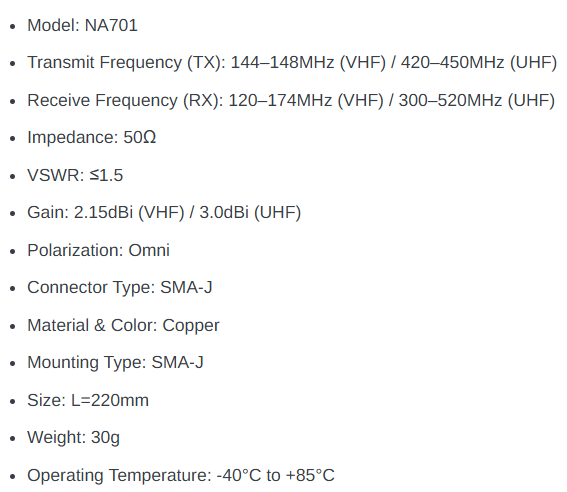 Model: NA701
Transmit Frequency (TX): 144–148MHz (VHF) / 420–450MHz (UHF)
Receive Frequency (RX): 120–174MHz (VHF) / 300–520MHz (UHF)
Impedance: 50Ω
VSWR: ≤1.5
Gain: 2.15dBi (VHF) / 3.0dBi (UHF)
Polarization: Omni
Connector Type: SMA-J
Material & Color: Copper
Mounting Type: SMA-J
Size: L=220mm
Weight: 30g
Operating Temperature: -40°C to +85°C